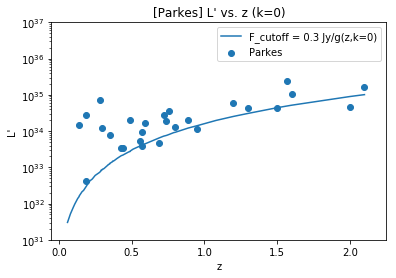 [Parkes] L' vs. z (k=0)
F_cutoff = 0.3 Jy/g(z,k=0)
Parkes
10^37
10^36
10^35
10^34
10^33
10^32
10^31
L'
0.0 0.5 1.0 1.5 2.0
z